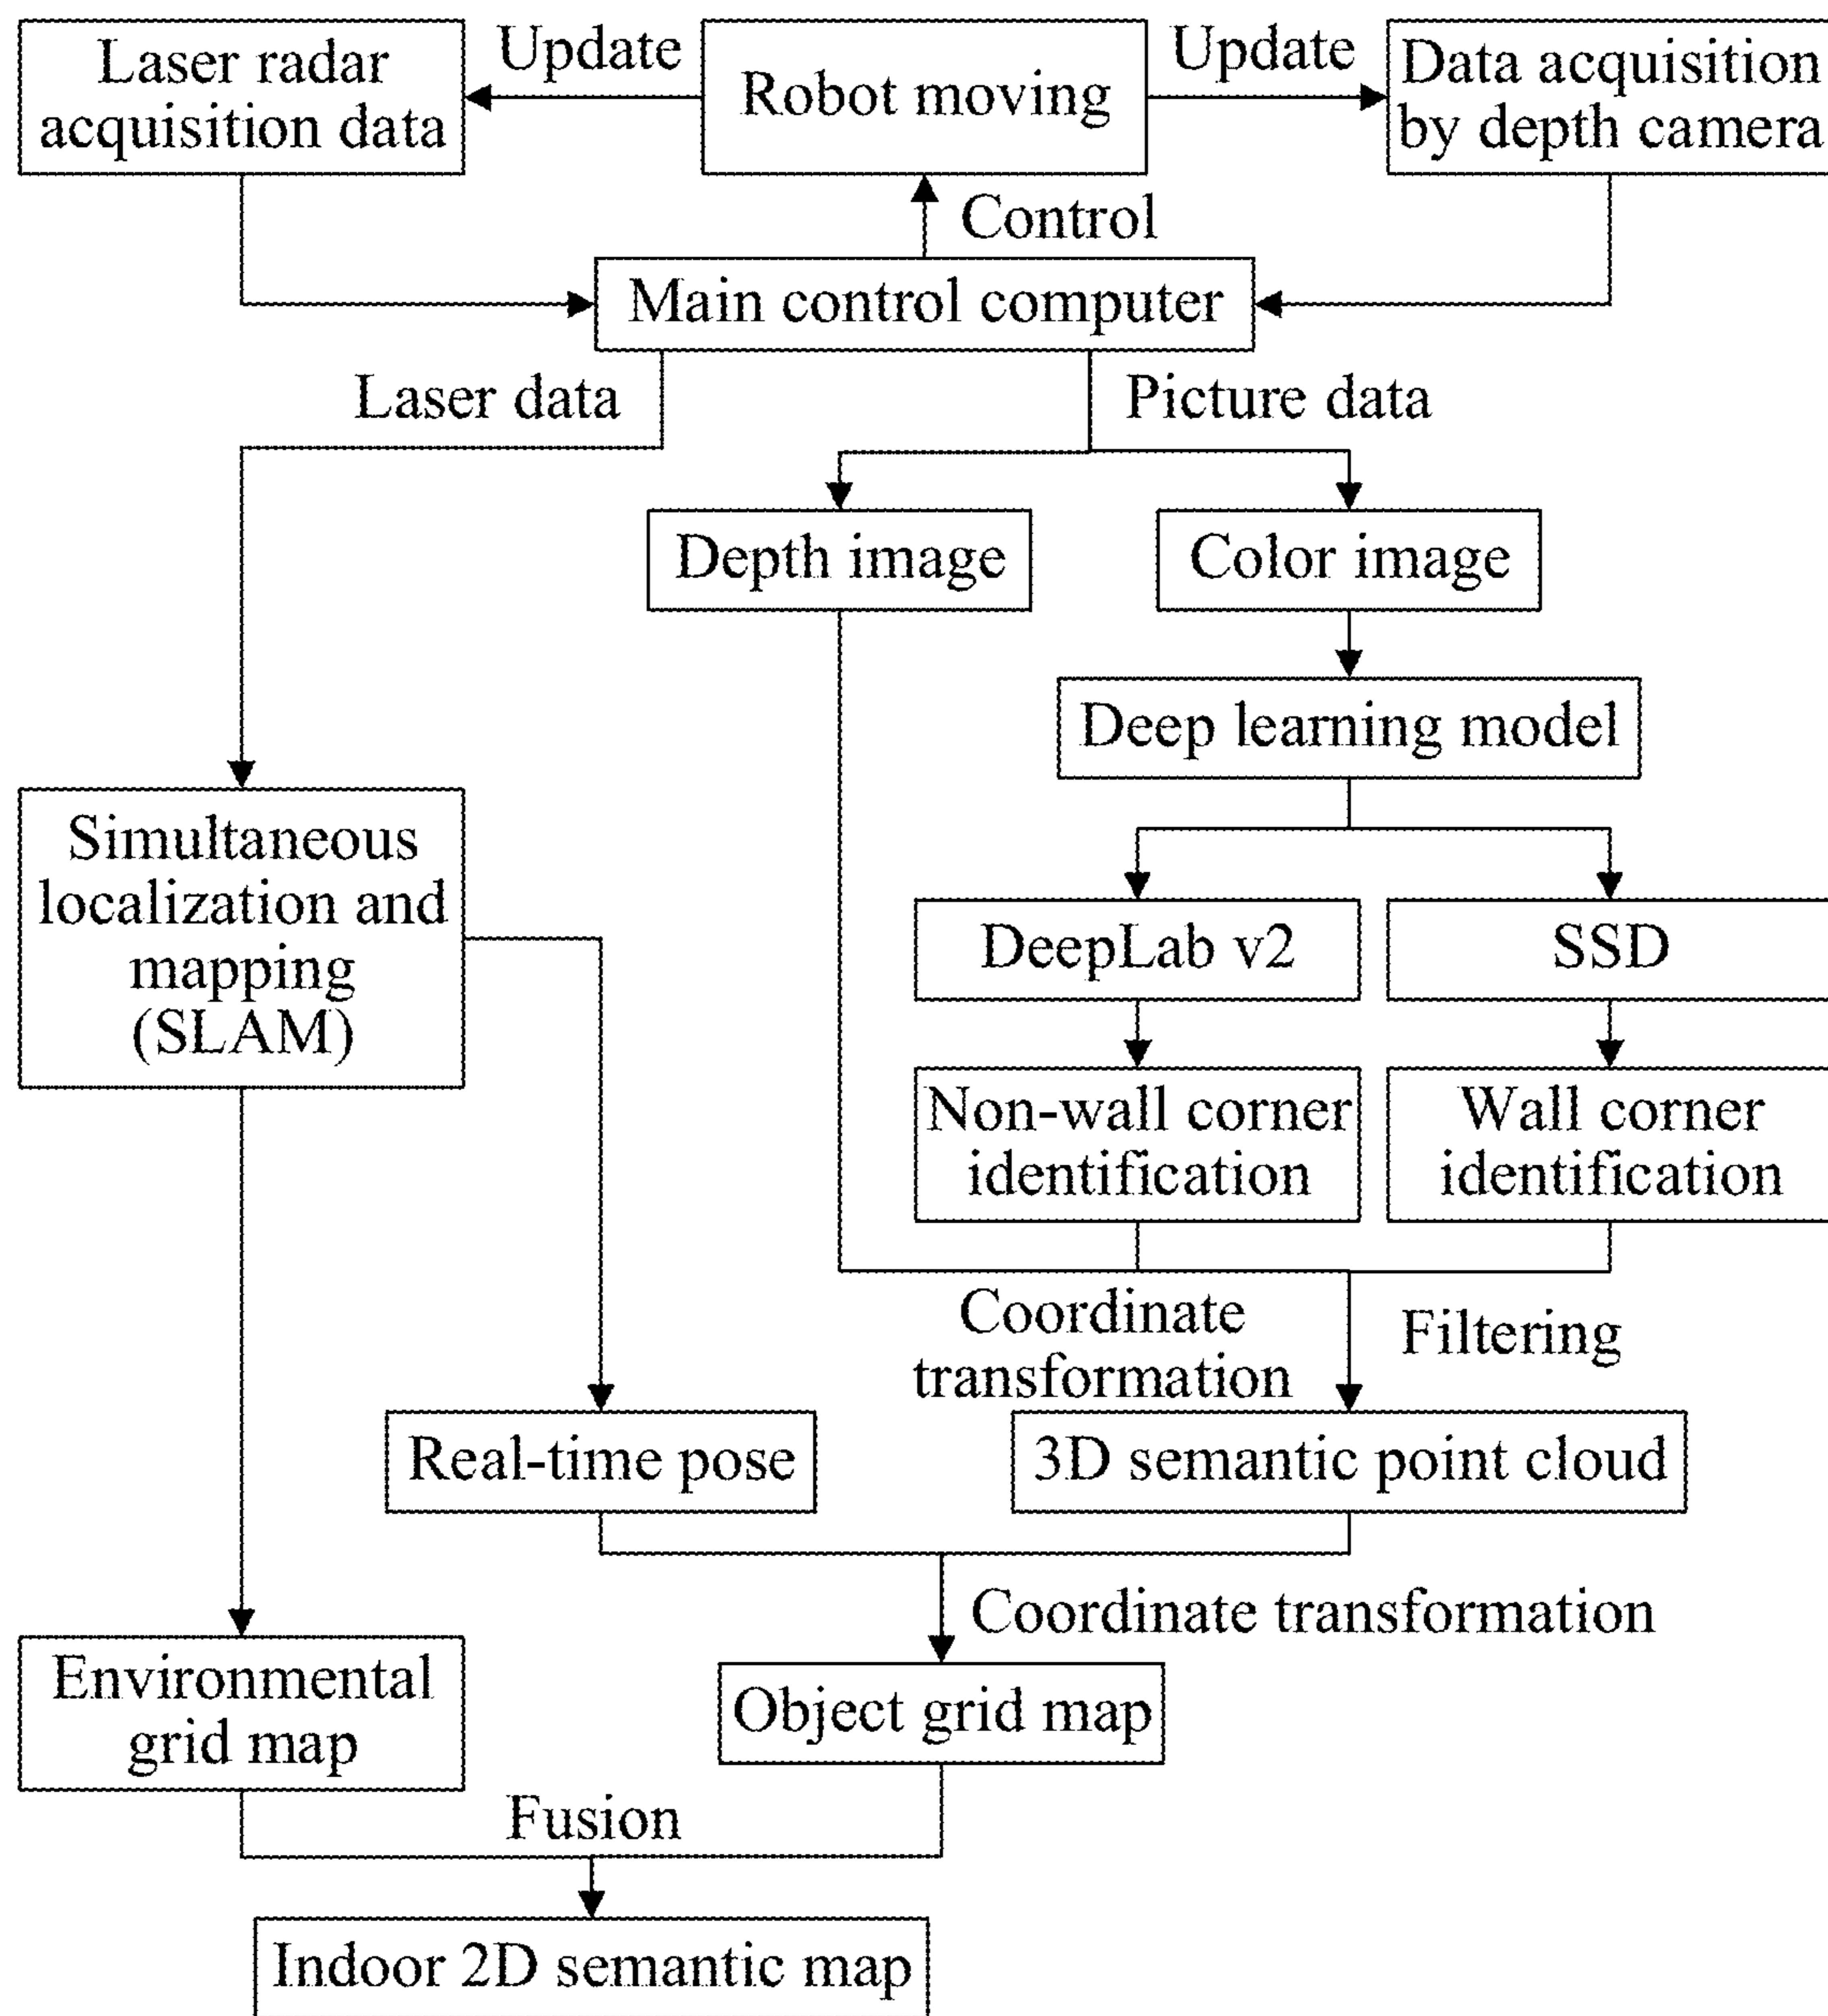 Laser radar
acquisition data
Update
Robot moving
Update
Data acquisition
by depth camera
Control
Main control computer
Laser data
Picture data
Depth image
Color image
Deep learning model
Simultaneous
localization and
mapping
(SLAM)
DeepLab v2
SSD
Non-wall corner
identification
Wall corner
identification
Coordinate
transformation
Filtering
Real-time pose
3D semantic point cloud
Coordinate transformation
Environmental
grid map
Object grid map
Fusion
Indoor 2D semantic map